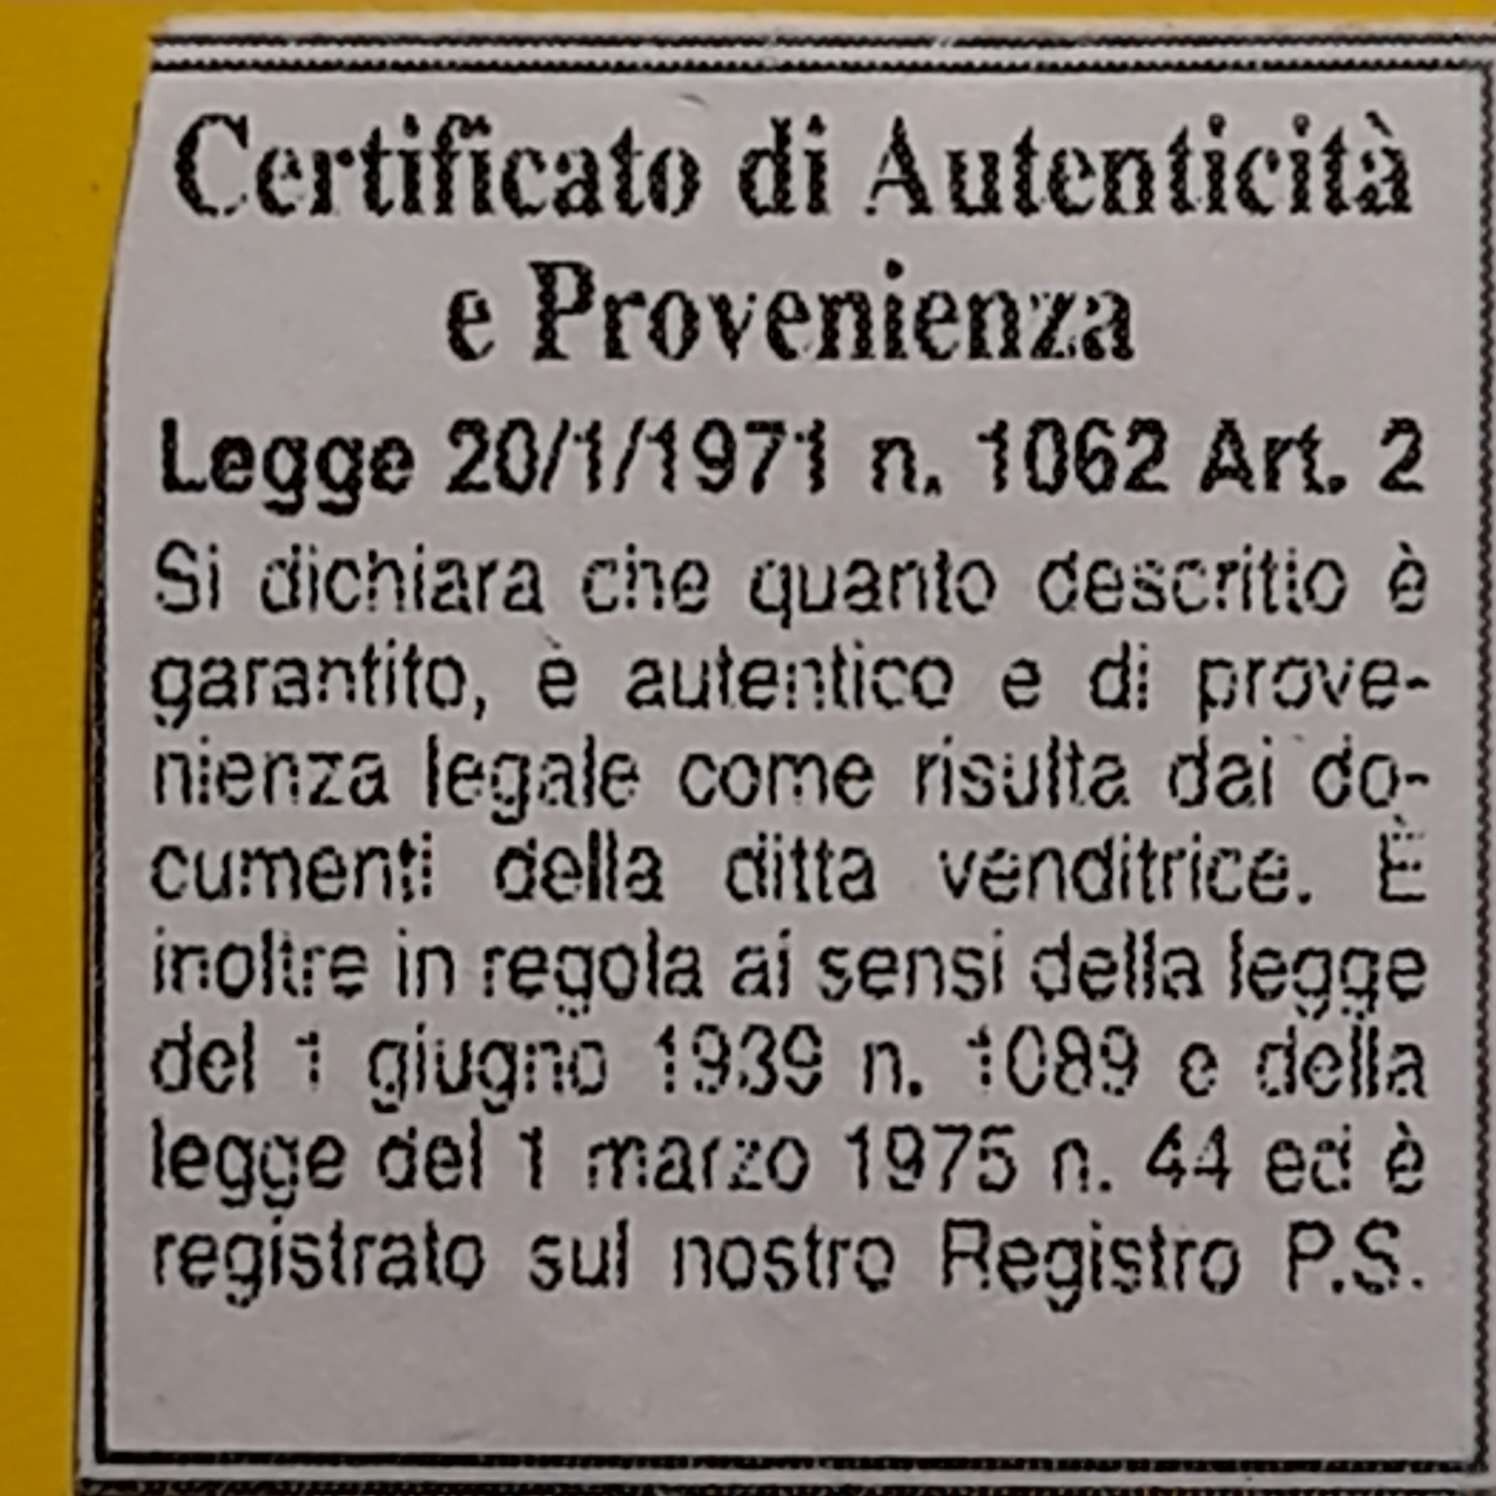 Certificato di Autenticità
e Provenienza
Legge 20/1/1971 n. 1062 Art. 2
Si dichiara che quanto descritto è
garantito, è autentico e di prove-
nienza legale come risulta dai do-
cumenti della ditta venditrice. È
inoltre in regola ai sensi della legge
del 1 giugno 1939 n. 1089 e della
legge del 1 marzo 1975 n. 44 ed è
registrato sul nostro Registro P.S.